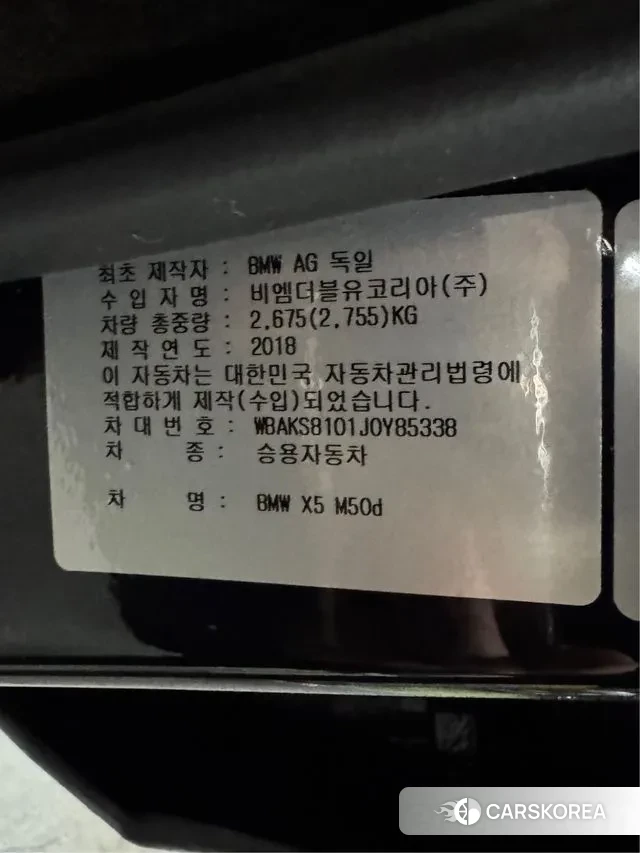 최초 제작자 : BMW AG 독일
수 입 자 명 : 비엠더블유코리아(주)
차량 총중량 : 2,675(2,755)KG
제 작 연 도 : 2018
이 자동차는 대한민국 자동차관리법령에
적합하게 제작(수입)되었습니다.
차 대 번 호 : WBAKS8101J0Y85338
차 종 : 승용자동차
차 명 : BMW X5 M50d
CARSKOREA